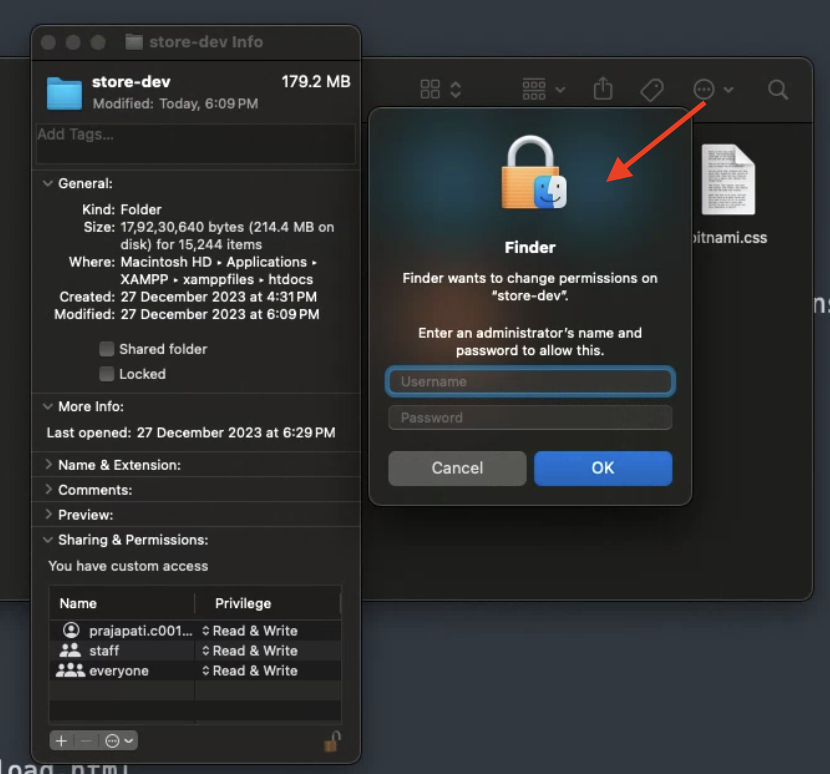 store-dev Info
store-dev
179.2 MB
Modified: Today, 6:09 PM
Add Tags...
General:
Kind: Folder
Size: 17,92,30,640 bytes (214.4 MB on
disk) for 15,244 items
Where: Macintosh HD ▸ Applications ▸
XAMPP ▸ xamppfiles ▸ htdocs
Created: 27 December 2023 at 4:31 PM
Modified: 27 December 2023 at 6:09 PM
Shared folder
Locked
More Info:
Last opened: 27 December 2023 at 6:29 PM
Name & Extension:
Comments:
Preview:
Sharing & Permissions:
You have custom access
Name Privilege
prajapati.c001... Read & Write
staff Read & Write
everyone Read & Write
Finder
Finder wants to change permissions on
“store-dev”.
Enter an administrator's name and
password to allow this.
Username
Password
Cancel
OK
bitnami.css
load.html